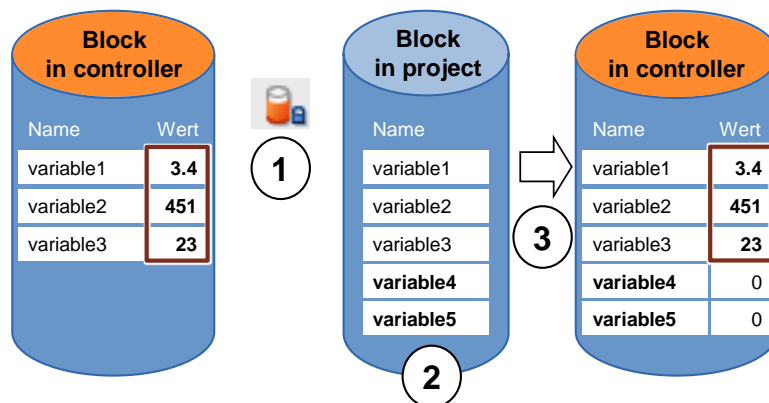 Block
in controller
Name Wert
variable1 3.4
variable2 451
variable3 23
1
Block
in project
Name
variable1
variable2
variable3
variable4
variable5
2
3
Block
in controller
Name Wert
variable1 3.4
variable2 451
variable3 23
variable4 0
variable5 0